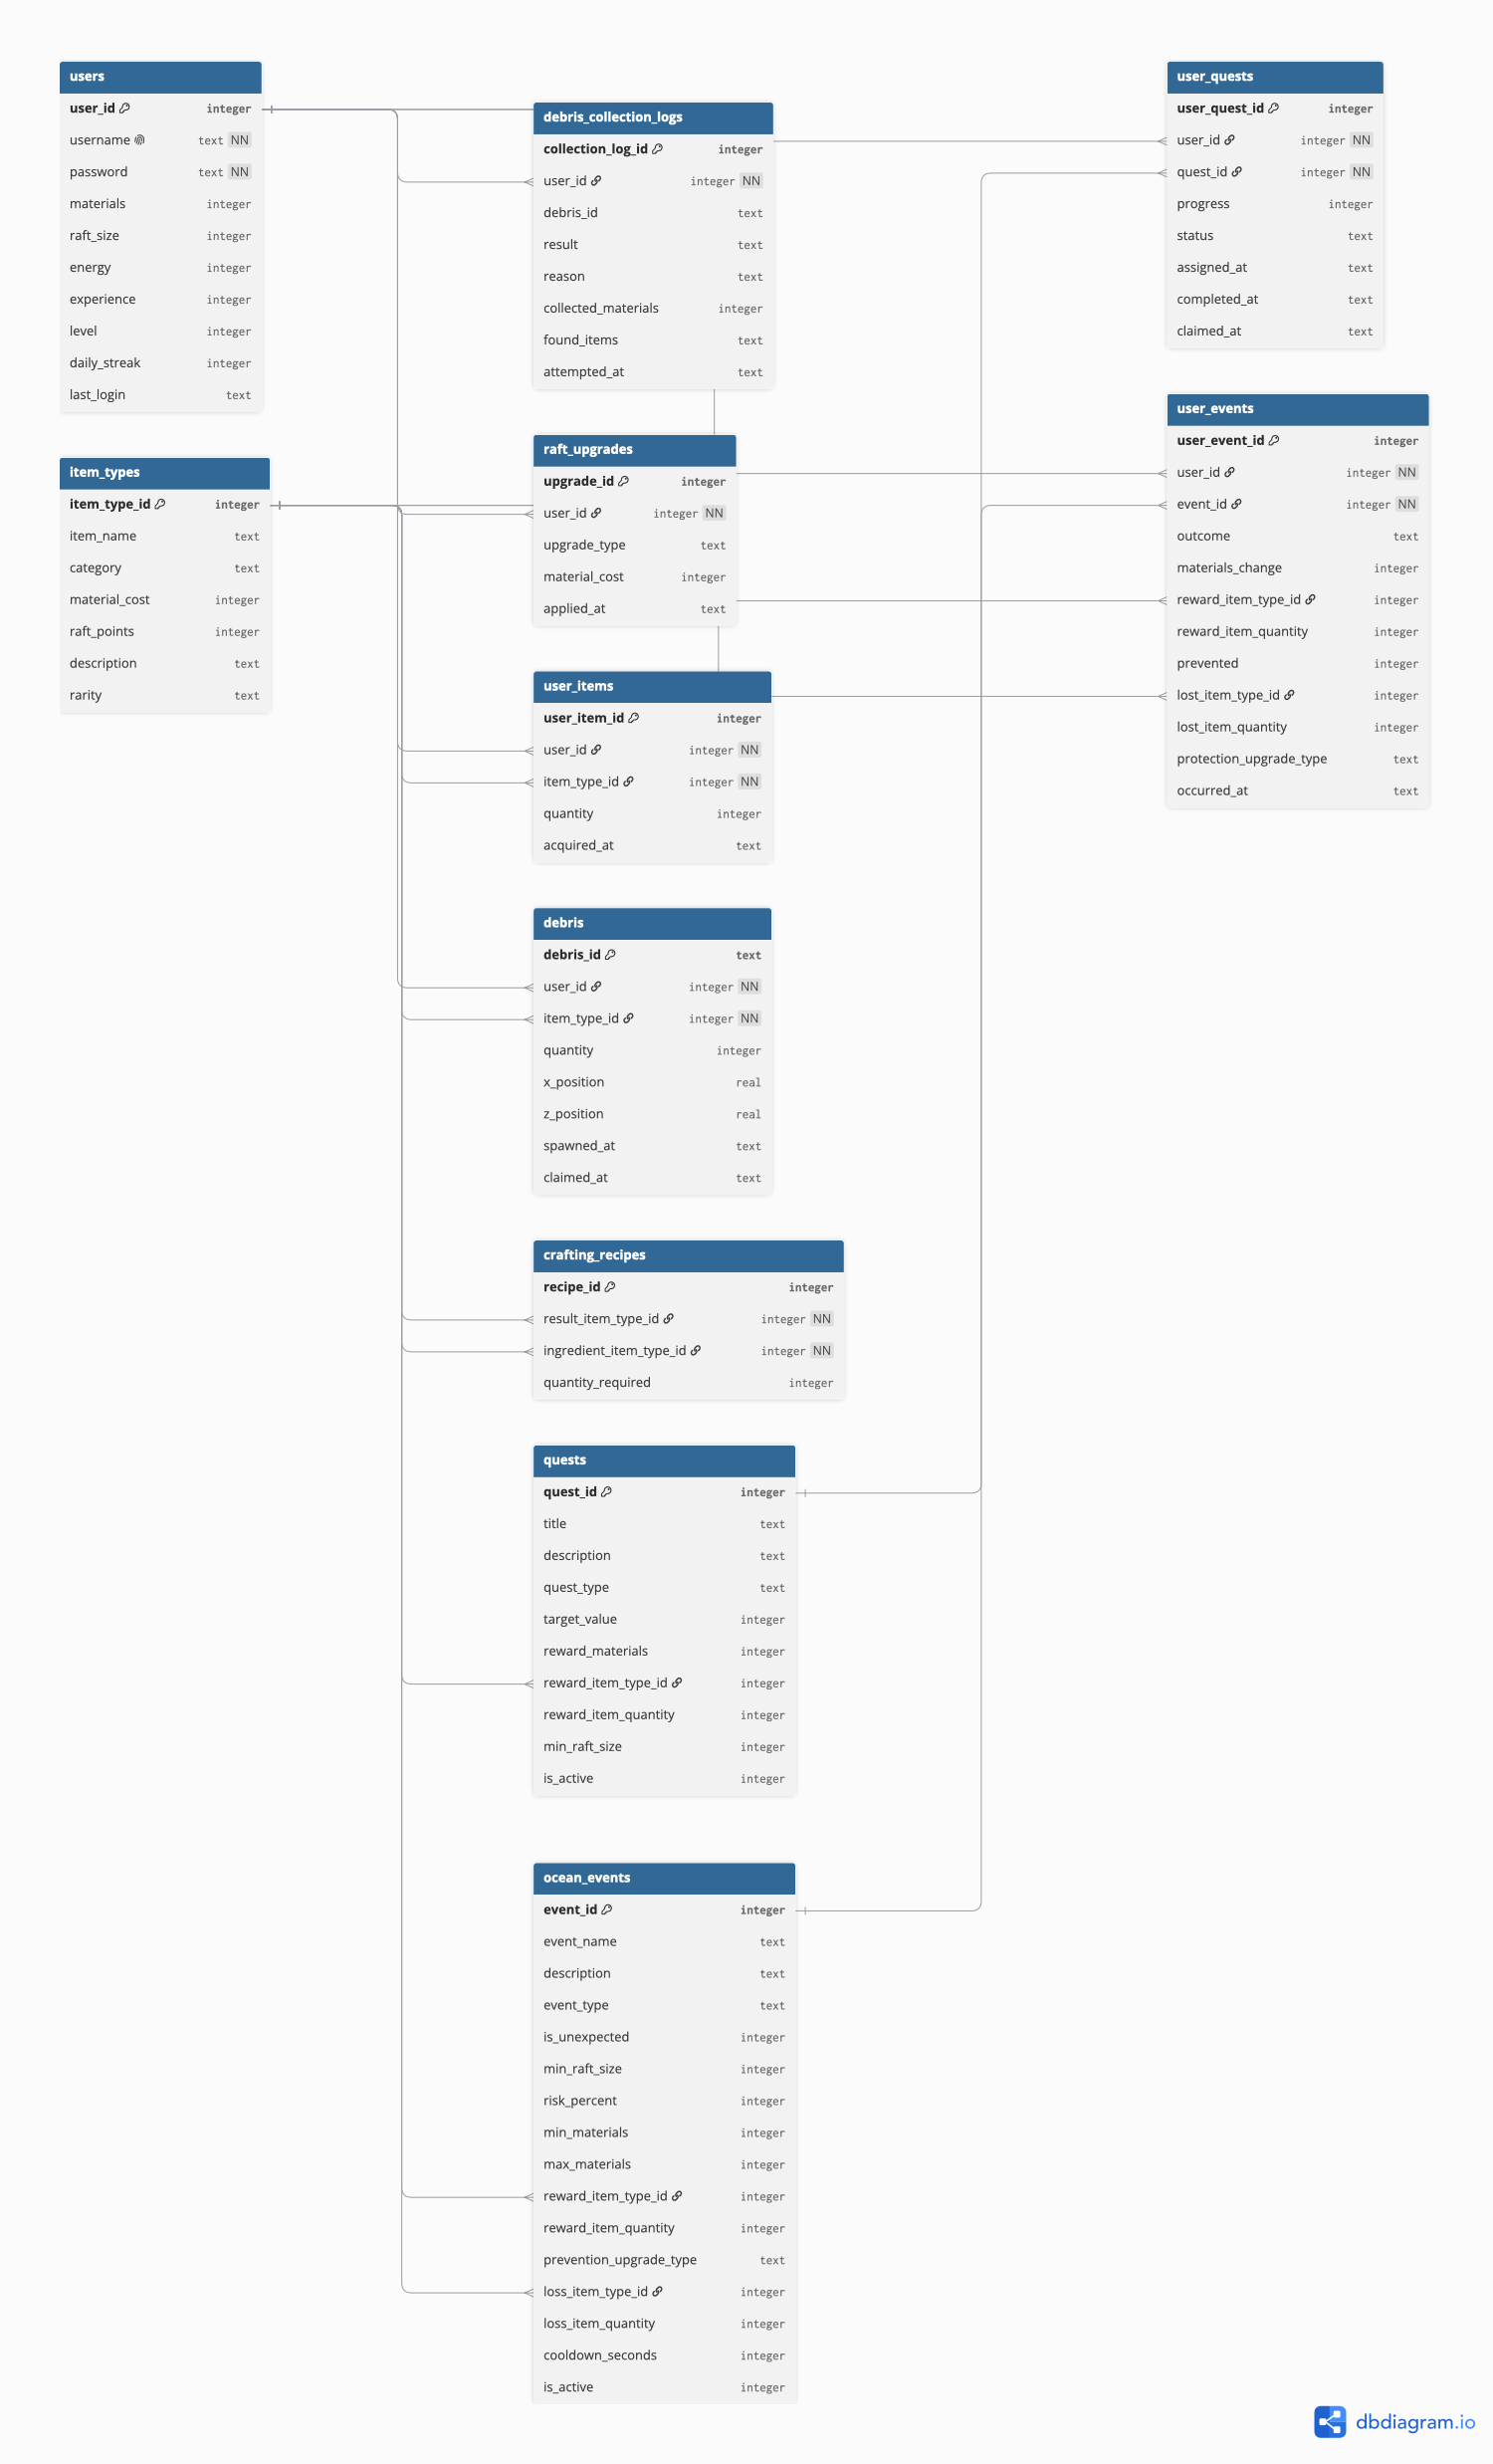 users
user_id integer
username text NN
password text NN
materials integer
raft_size integer
energy integer
experience integer
level integer
daily_streak integer
last_login text
item_types
item_type_id integer
item_name text
category text
material_cost integer
raft_points integer
description text
rarity text
debris_collection_logs
collection_log_id integer
user_id integer NN
debris_id text
result text
reason text
collected_materials integer
found_items text
attempted_at text
raft_upgrades
upgrade_id integer
user_id integer NN
upgrade_type text
material_cost integer
applied_at text
user_items
user_item_id integer
user_id integer NN
item_type_id integer NN
quantity integer
acquired_at text
debris
debris_id text
user_id integer NN
item_type_id integer NN
quantity integer
x_position real
z_position real
spawned_at text
claimed_at text
crafting_recipes
recipe_id integer
result_item_type_id integer NN
ingredient_item_type_id integer NN
quantity_required integer
quests
quest_id integer
title text
description text
quest_type text
target_value integer
reward_materials integer
reward_item_type_id integer
reward_item_quantity integer
min_raft_size integer
is_active integer
ocean_events
event_id integer
event_name text
description text
event_type text
is_unexpected integer
min_raft_size integer
risk_percent integer
min_materials integer
max_materials integer
reward_item_type_id integer
reward_item_quantity integer
prevention_upgrade_type text
loss_item_type_id integer
loss_item_quantity integer
cooldown_seconds integer
is_active integer
user_quests
user_quest_id integer
user_id integer NN
quest_id integer NN
progress integer
status text
assigned_at text
completed_at text
claimed_at text
user_events
user_event_id integer
user_id integer NN
event_id integer NN
outcome text
materials_change integer
reward_item_type_id integer
reward_item_quantity integer
prevented integer
lost_item_type_id integer
lost_item_quantity integer
protection_upgrade_type text
occurred_at text
dbdiagram.io